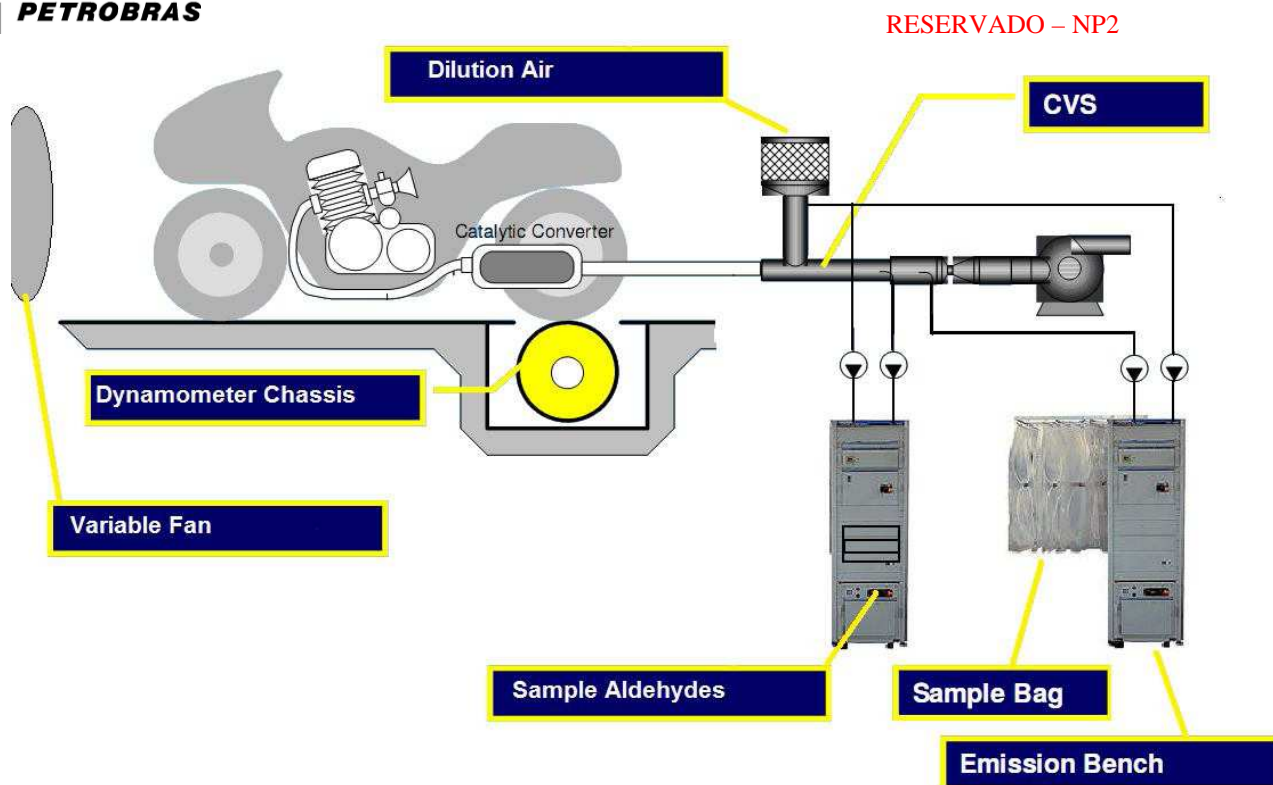 PETROBRAS
RESERVADO – NP2
Dilution Air
CVS
Catalytic Converter
Dynamometer Chassis
Variable Fan
Sample Aldehydes
Sample Bag
Emission Bench